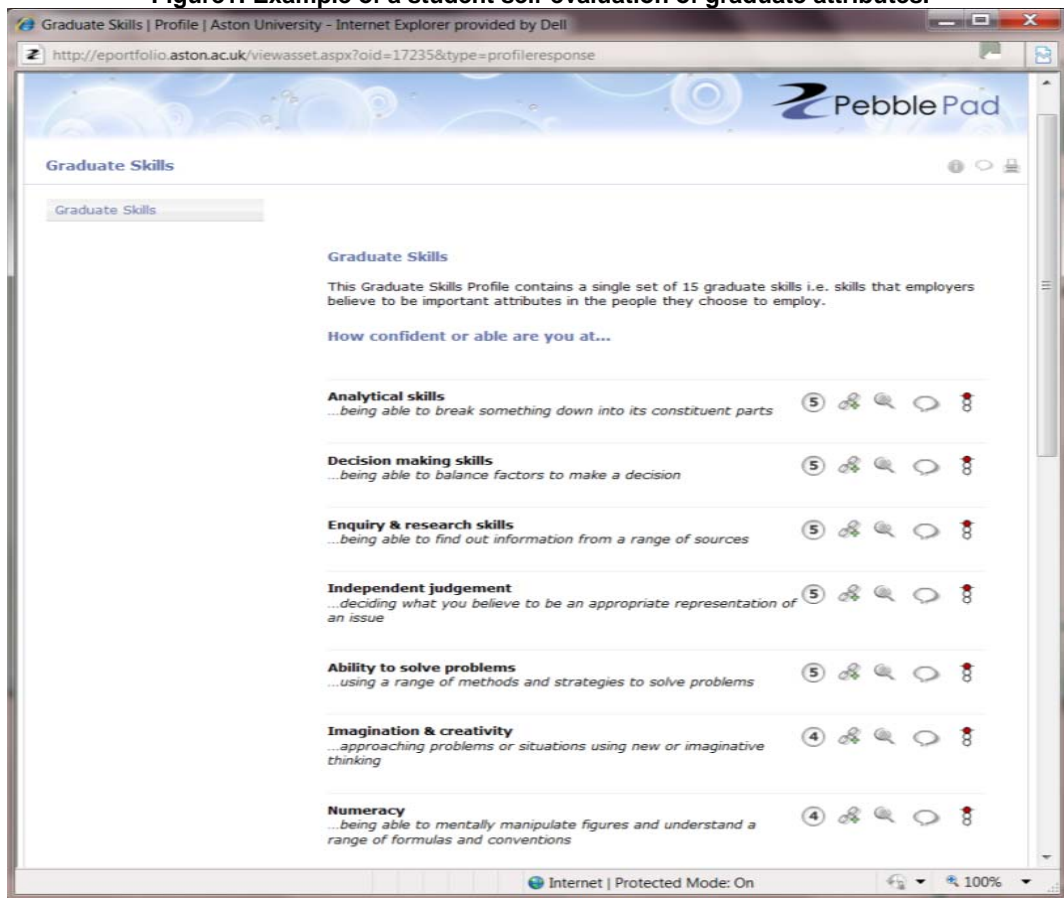 Figure1. Example of a student self evaluation of graduate attributes.
Graduate Skills | Profile | Aston University - Internet Explorer provided by Dell
http://eportfolio.aston.ac.uk/viewasset.aspx?oid=17235&type=profileresponse
PebblePad
Graduate Skills
Graduate Skills
Graduate Skills
This Graduate Skills Profile contains a single set of 15 graduate skills i.e. skills that employers
believe to be important attributes in the people they choose to employ.
How confident or able are you at...
Analytical skills
...being able to break something down into its constituent parts
5
Decision making skills
...being able to balance factors to make a decision
5
Enquiry & research skills
...being able to find out information from a range of sources
5
Independent judgement
...deciding what you believe to be an appropriate representation of
an issue
5
Ability to solve problems
...using a range of methods and strategies to solve problems
5
Imagination & creativity
...approaching problems or situations using new or imaginative
thinking
4
Numeracy
...being able to mentally manipulate figures and understand a
range of formulas and conventions
4
Internet | Protected Mode: On
100%